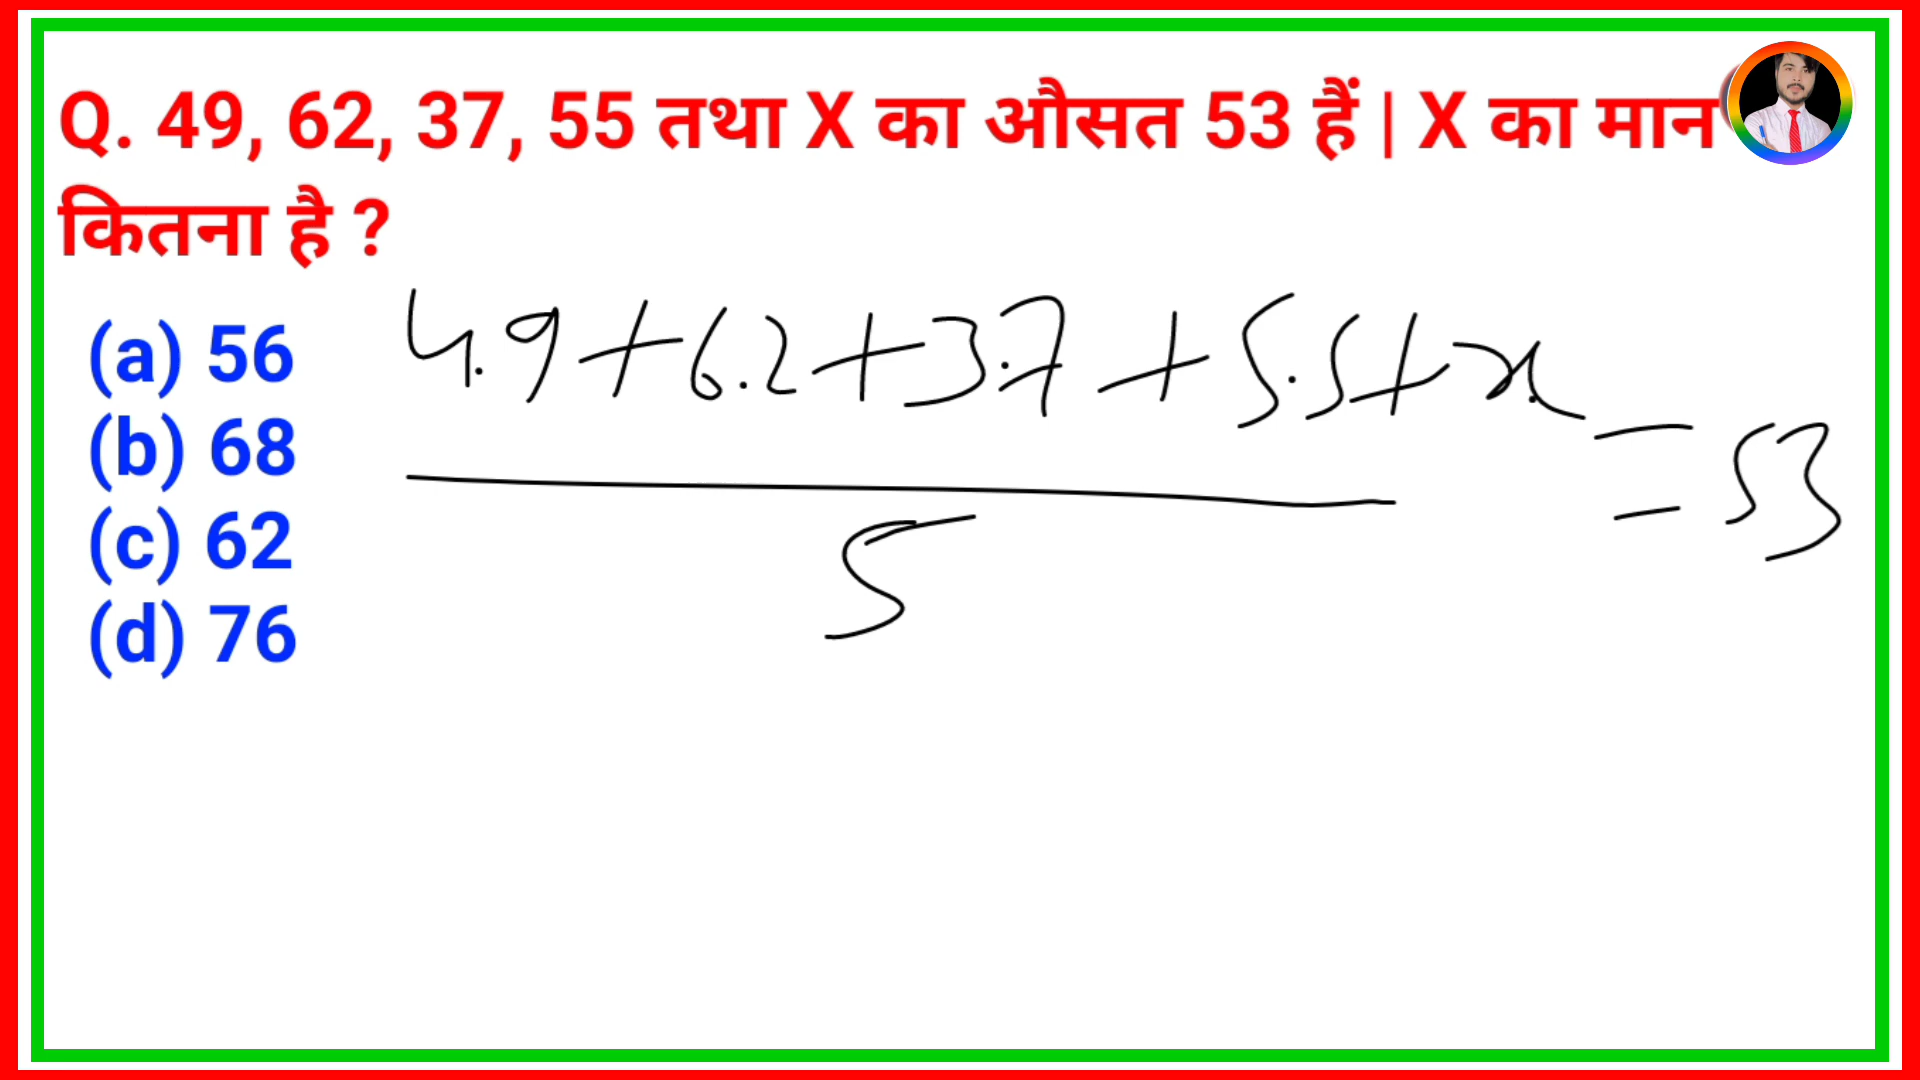 Q. 49, 62, 37, 55 तथा X का औसत 53 हैं | X का मान
कितना है ?
(a) 56
(b) 68
(c) 62
(d) 76
4.9+6.2+3.7+5.5+x
= 53
5